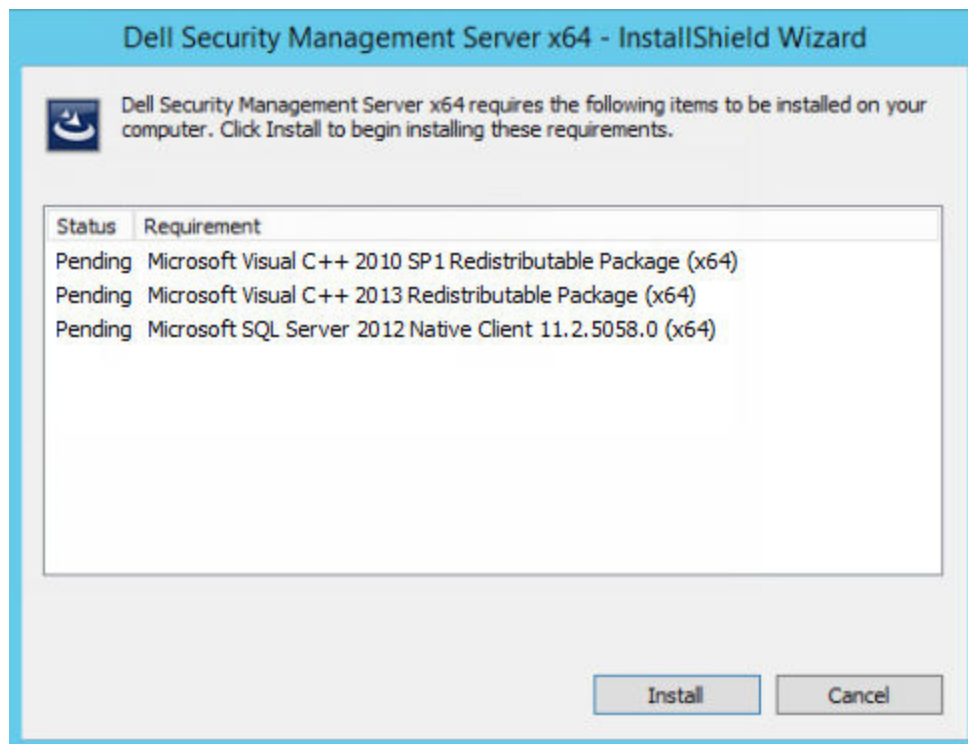 Dell Security Management Server x64 - InstallShield Wizard
Dell Security Management Server x64 requires the following items to be installed on your
computer. Click Install to begin installing these requirements.
Status Requirement
Pending Microsoft Visual C++ 2010 SP1 Redistributable Package (x64)
Pending Microsoft Visual C++ 2013 Redistributable Package (x64)
Pending Microsoft SQL Server 2012 Native Client 11.2.5058.0 (x64)
Install Cancel